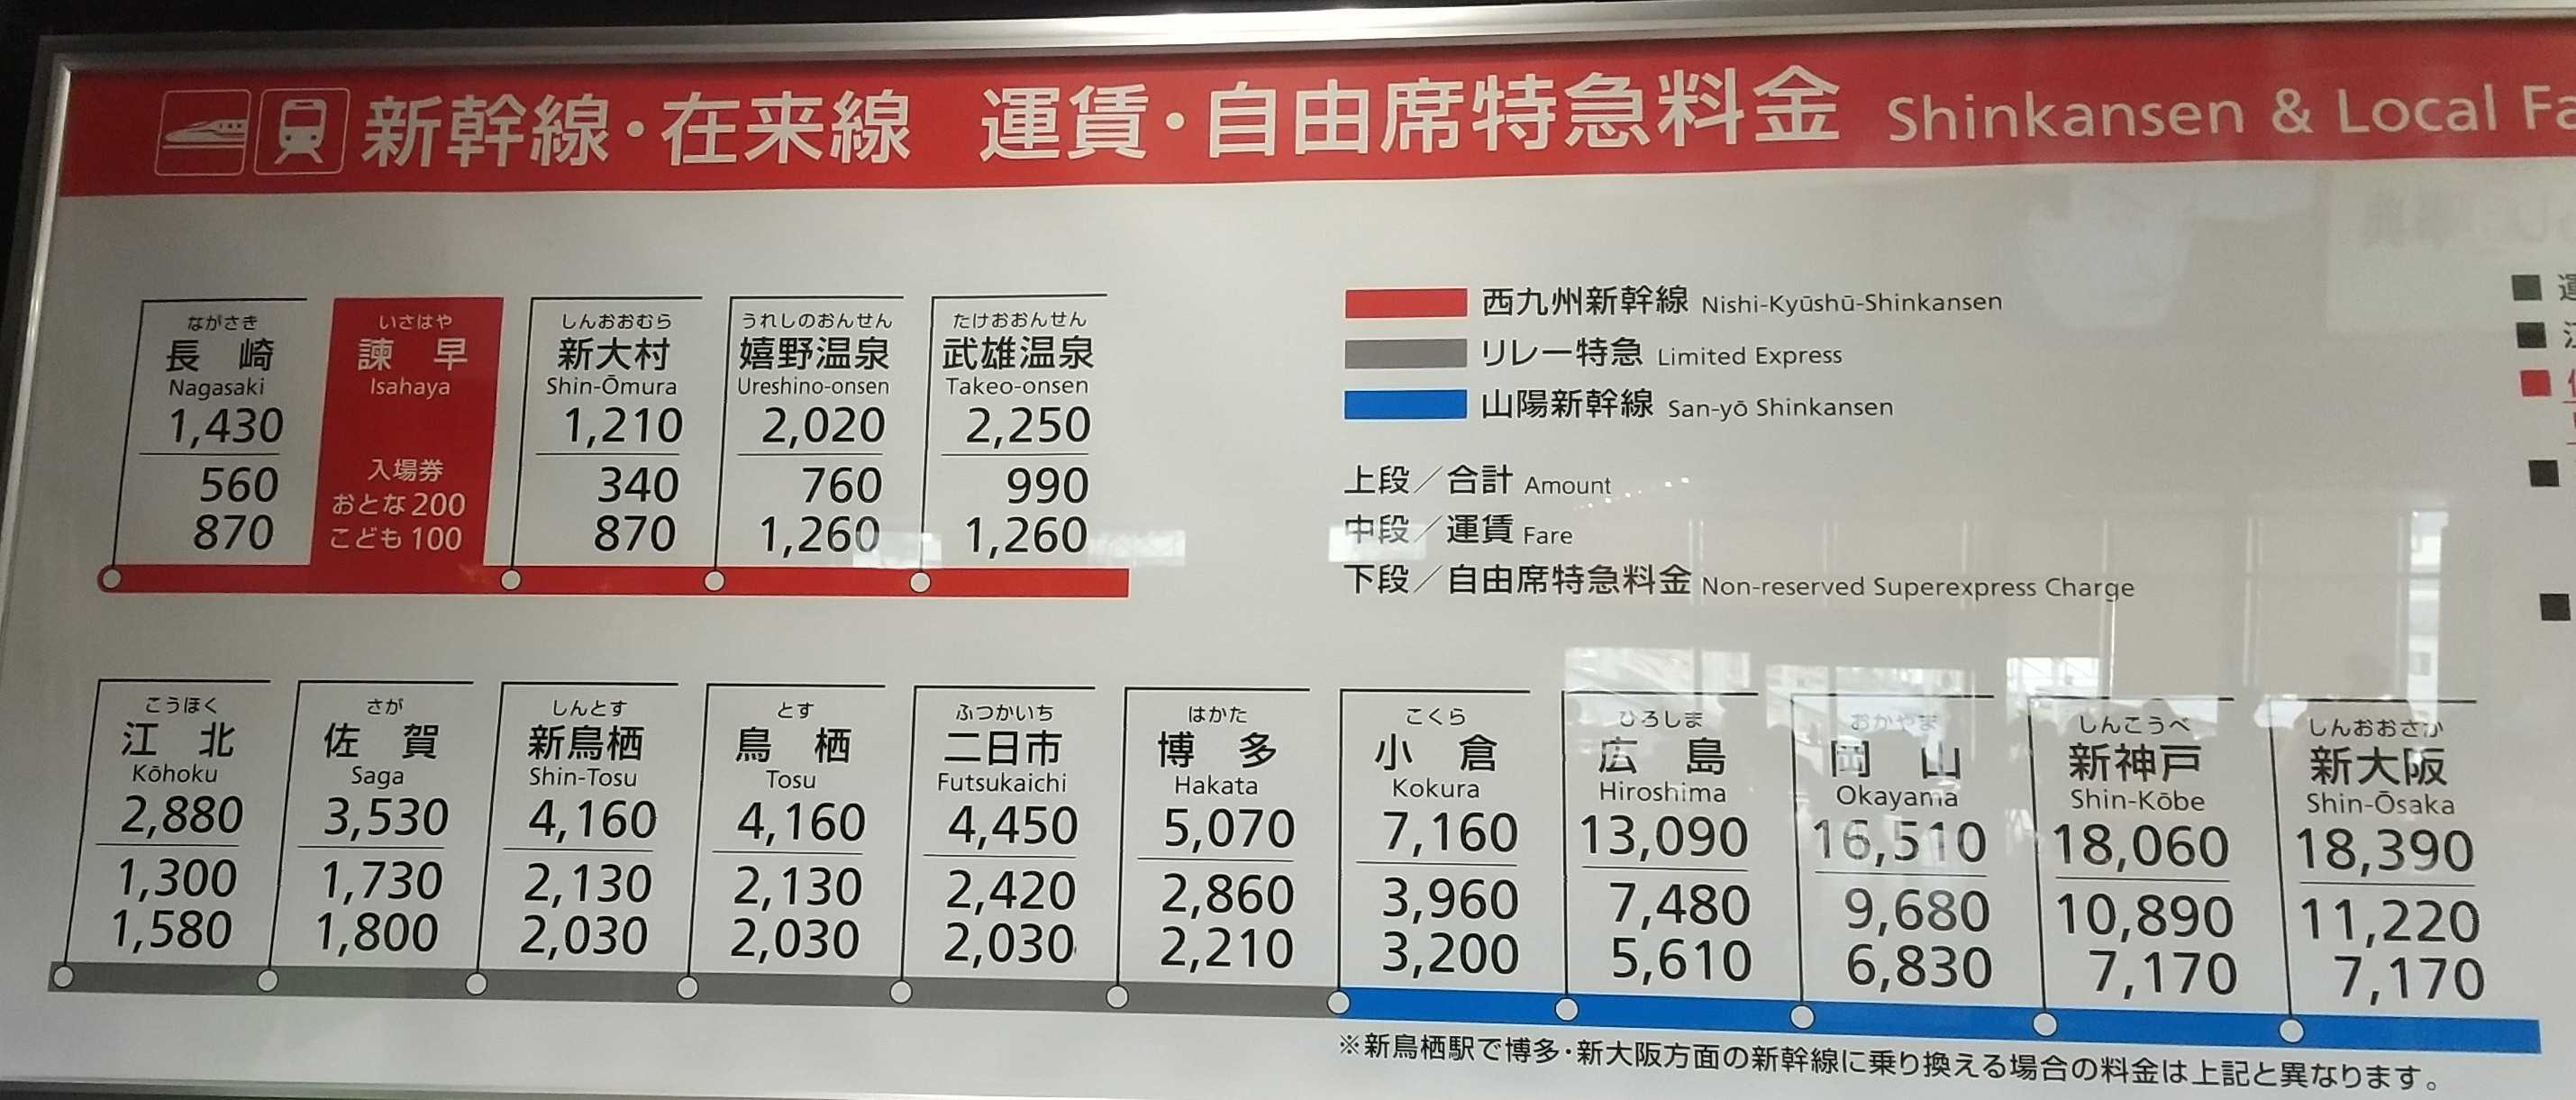 新幹線・在来線 運賃・自由席特急料金 Shinkansen & Local
ながさき
長崎
Nagasaki
1,430
560
870
いさはや
諫早
Isahaya
入場券
おとな200
こども100
しんおおむら
新大村
Shin-Ōmura
1,210
340
870
うれしのおんせん
嬉野温泉
Ureshino-onsen
2,020
760
1,260
たけおおんせん
武雄温泉
Takeo-onsen
2,250
990
1,260
西九州新幹線 Nishi-Kyūshū-Shinkansen
リレー特急 Limited Express
山陽新幹線 San-yō Shinkansen
上段／合計 Amount
中段／運賃 Fare
下段／自由席特急料金 Non-reserved Superexpress Charge
こうほく
江北
Kōhoku
2,880
1,300
1,580
さが
佐賀
Saga
3,530
1,730
1,800
しんとす
新鳥栖
Shin-Tosu
4,160
2,130
2,030
とす
鳥栖
Tosu
4,160
2,130
2,030
ふつかいち
二日市
Futsukaichi
4,450
2,420
2,030
はかた
博多
Hakata
5,070
2,860
2,210
こくら
小倉
Kokura
7,160
3,960
3,200
ひろしま
広島
Hiroshima
13,090
7,480
5,610
おかやま
岡山
Okayama
16,510
9,680
6,830
しんこうべ
新神戸
Shin-Kōbe
18,060
10,890
7,170
しんおおさか
新大阪
Shin-Ōsaka
18,390
11,220
7,170
※新鳥栖駅で博多・新大阪方面の新幹線に乗り換える場合の料金は上記と異なります。